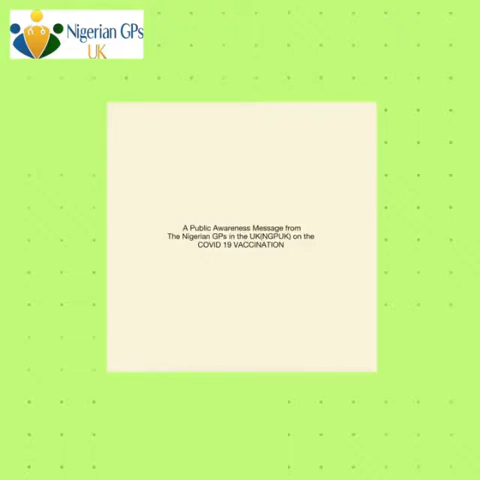 Nigerian GPs
UK
A Public Awareness Message from
The Nigerian GPs in the UK(NGPUK) on the
COVID 19 VACCINATION